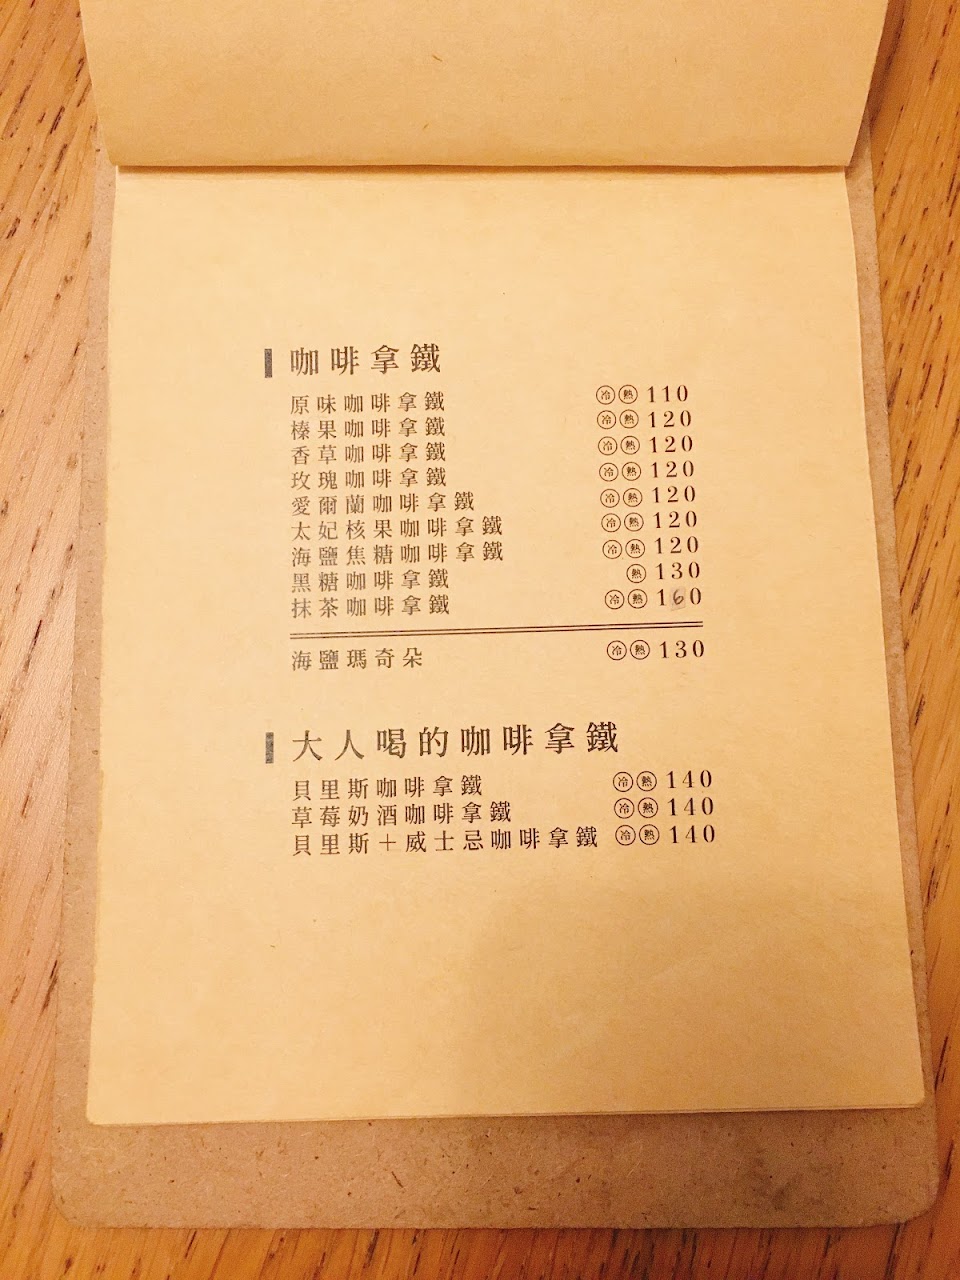 咖啡拿鐵
原味咖啡拿鐵 冷 熱 110
榛果咖啡拿鐵 冷 熱 120
香草咖啡拿鐵 冷 熱 120
玫瑰咖啡拿鐵 冷 熱 120
愛爾蘭咖啡拿鐵 冷 熱 120
太妃核果咖啡拿鐵 冷 熱 120
海鹽焦糖咖啡拿鐵 冷 熱 120
黑糖咖啡拿鐵 熱 130
抹茶咖啡拿鐵 冷 熱 160
海鹽瑪奇朵 冷 熱 130
大人喝的咖啡拿鐵
貝里斯咖啡拿鐵 冷 熱 140
草莓奶酒咖啡拿鐵 冷 熱 140
貝里斯＋威士忌咖啡拿鐵 冷 熱 140